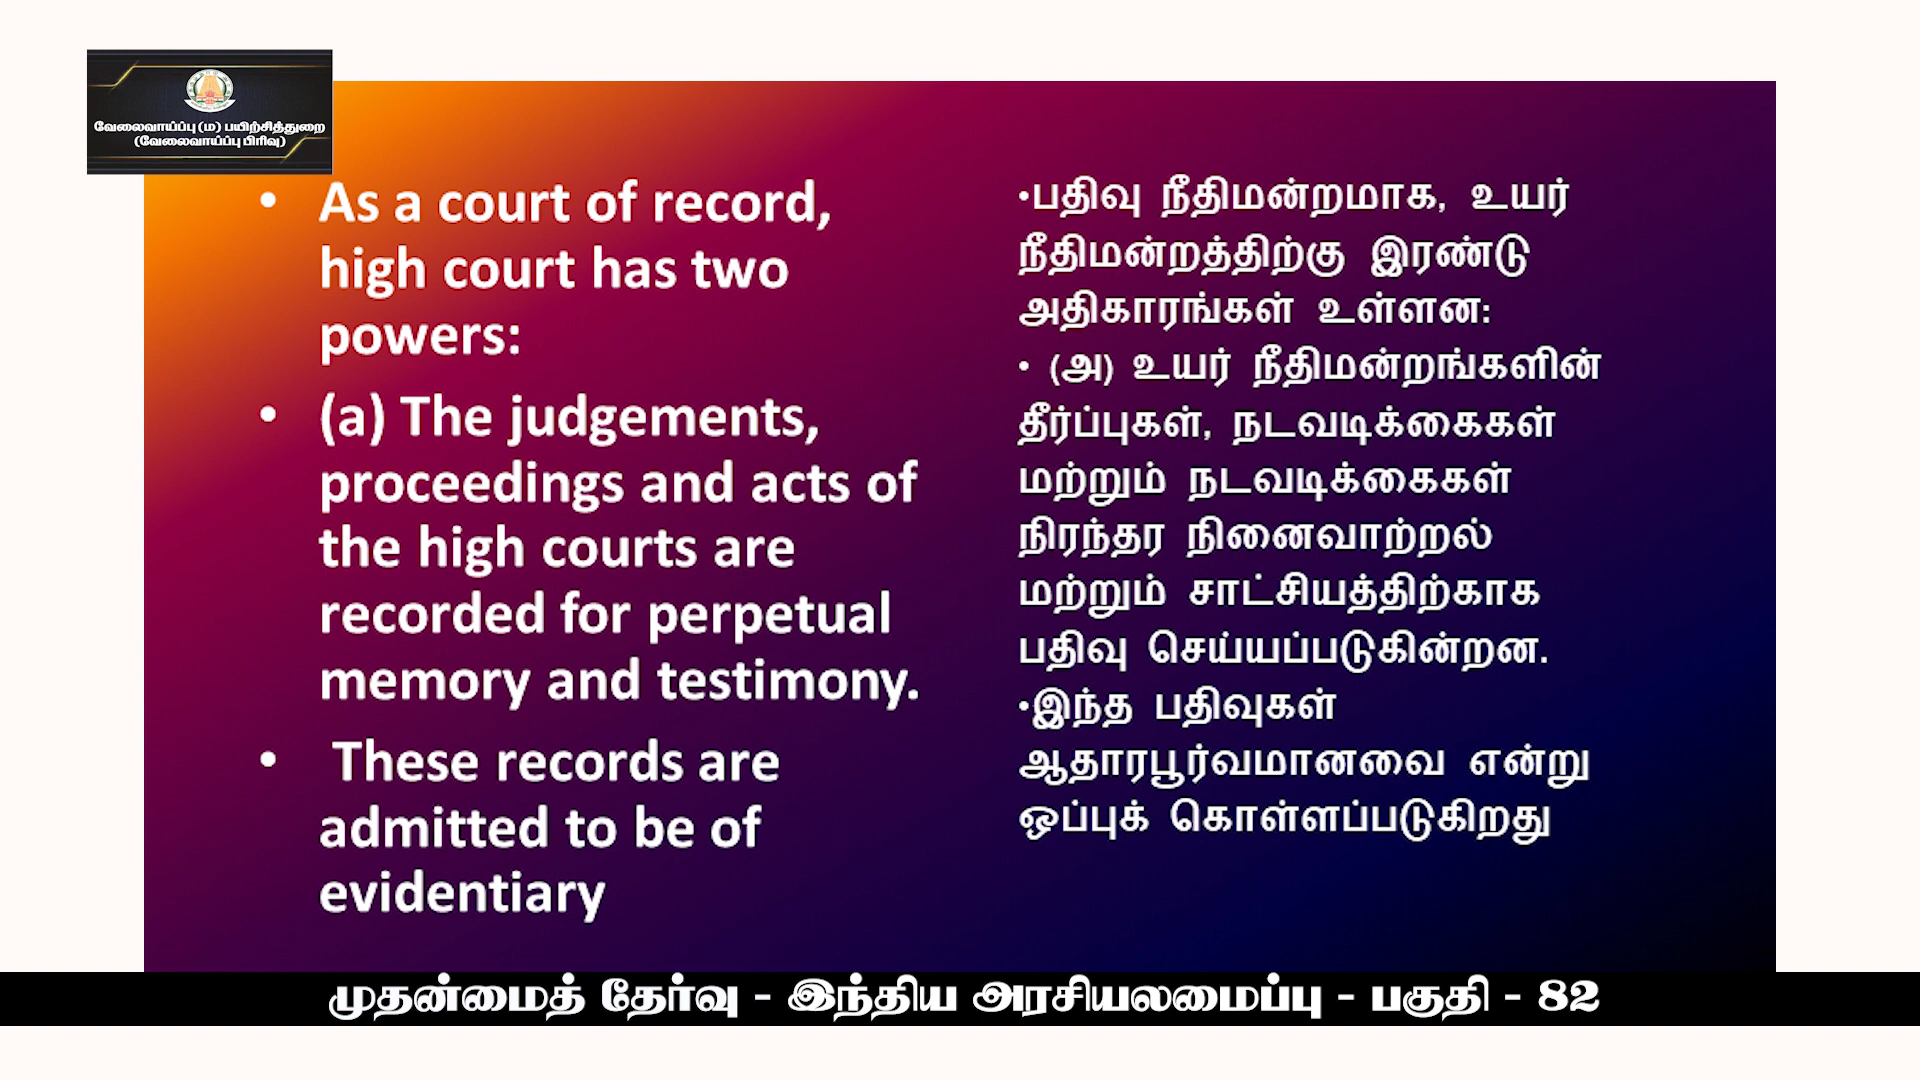 வேலைவாய்ப்பு (ம) பயிற்சித்துறை
(வேலைவாய்ப்பு பிரிவு)
• As a court of record,
high court has two
powers:
• (a) The judgements,
proceedings and acts of
the high courts are
recorded for perpetual
memory and testimony.
• These records are
admitted to be of
evidentiary
•பதிவு நீதிமன்றமாக, உயர்
நீதிமன்றத்திற்கு இரண்டு
அதிகாரங்கள் உள்ளன:
• (அ) உயர் நீதிமன்றங்களின்
தீர்ப்புகள், நடவடிக்கைகள்
மற்றும் நடவடிக்கைகள்
நிரந்தர நினைவாற்றல்
மற்றும் சாட்சியத்திற்காக
பதிவு செய்யப்படுகின்றன.
•இந்த பதிவுகள்
ஆதாரபூர்வமானவை என்று
ஒப்புக் கொள்ளப்படுகிறது
முதன்மைத் தேர்வு - இந்திய அரசியலமைப்பு - பகுதி - 82